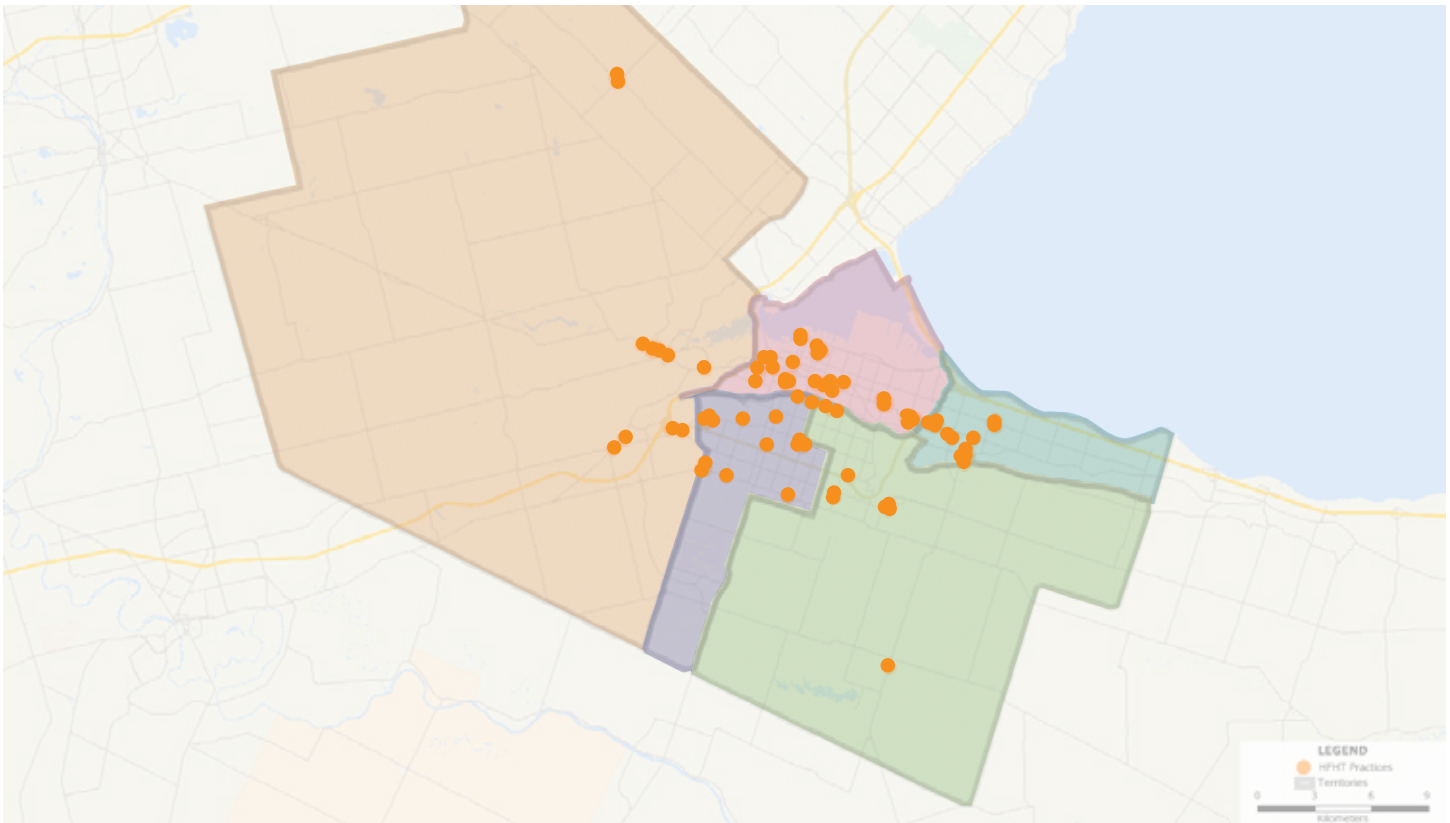 LEGEND
HFHT Practices
Territories
0 3 6 9
Kilometers